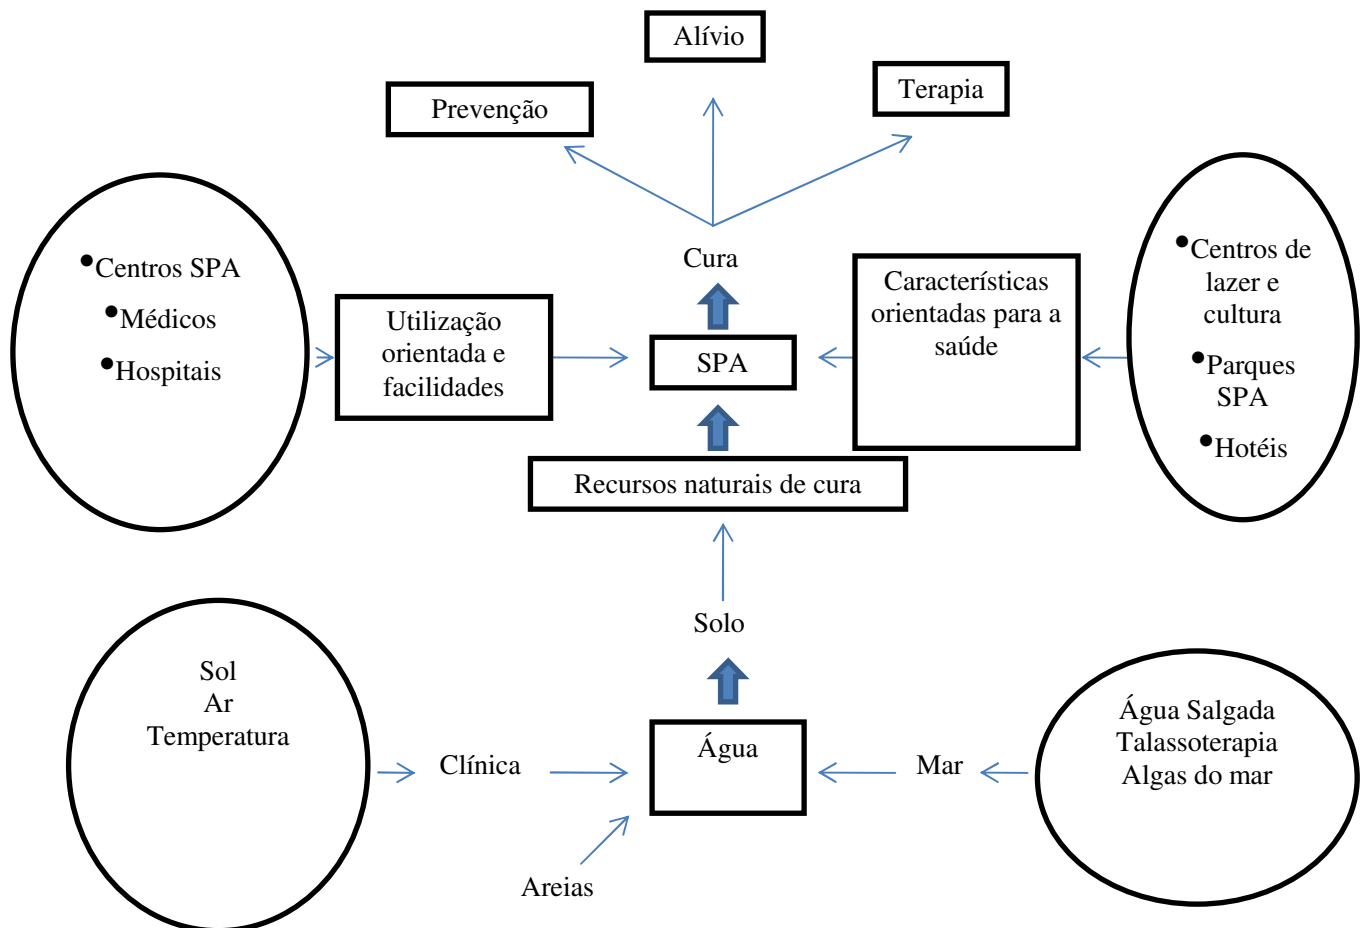 Alívio
Prevenção
Terapia
Cura
•Centros SPA
•Médicos
•Hospitais
Utilização
orientada e
facilidades
SPA
Características
orientadas para a
saúde
•Centros de
lazer e
cultura
•Parques
SPA
•Hotéis
Recursos naturais de cura
Solo
Sol
Ar
Temperatura
Clínica
Água
Mar
Água Salgada
Talassoterapia
Algas do mar
Areias